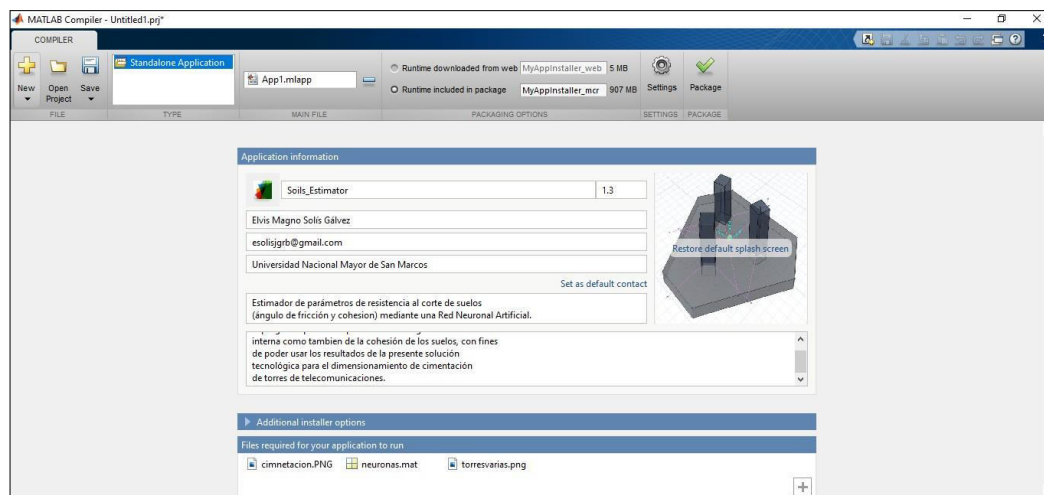 MATLAB Compiler - Untitled1.prj*
COMPILER
New
Open Project
Save
FILE
Standalone Application
TYPE
App1.mlapp
MAIN FILE
Runtime downloaded from web MyAppInstaller_web 5 MB
Runtime included in package MyAppInstaller_mcr 907 MB
PACKAGING OPTIONS
Settings
SETTINGS
Package
PACKAGE
Application information
Soils_Estimator 1.3
Elvis Magno Solís Gálvez
esolisjgrb@gmail.com
Universidad Nacional Mayor de San Marcos
Set as default contact
Restore default splash screen
Estimador de parámetros de resistencia al corte de suelos
(ángulo de fricción y cohesion) mediante una Red Neuronal Artificial.
interna como tambien de la cohesión de los suelos, con fines
de poder usar los resultados de la presente solución
tecnológica para el dimensionamiento de cimentación
de torres de telecomunicaciones.
Additional installer options
Files required for your application to run
cimnetacion.PNG neuronas.mat torresvarias.png